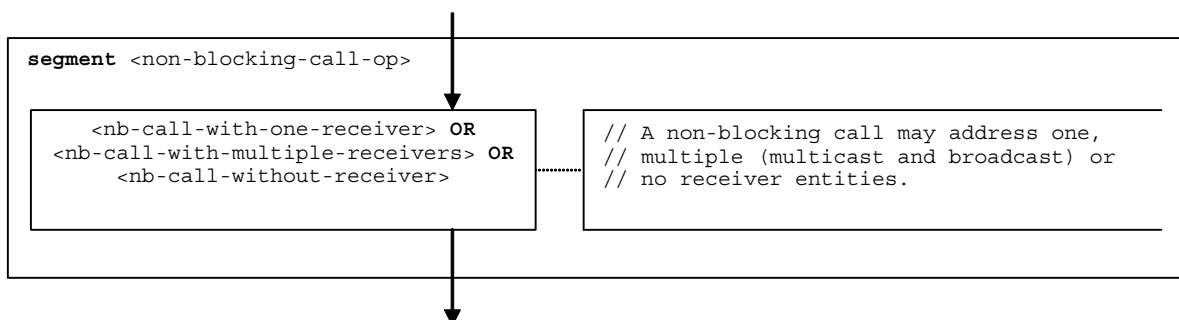 segment <non-blocking-call-op>
<nb-call-with-one-receiver> OR
<nb-call-with-multiple-receivers> OR
<nb-call-without-receiver>
// A non-blocking call may address one,
// multiple (multicast and broadcast) or
// no receiver entities.